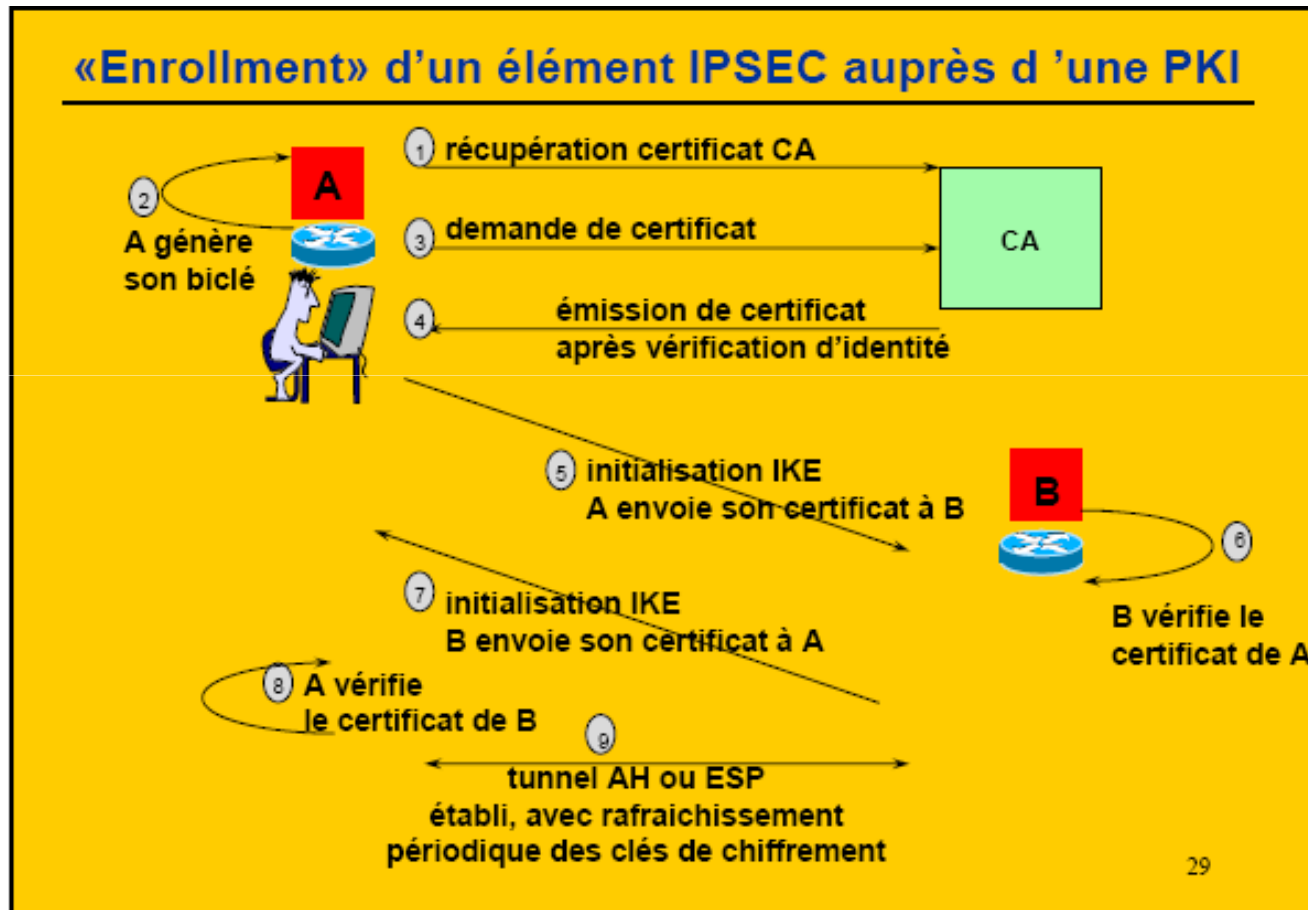 «Enrollment» d'un élément IPSEC auprès d 'une PKI
1 récupération certificat CA
A
2
A génère
son biclé
3 demande de certificat
CA
4 émission de certificat
après vérification d'identité
5 initialisation IKE
A envoie son certificat à B
B
6
B vérifie le
certificat de A
7 initialisation IKE
B envoie son certificat à A
8 A vérifie
le certificat de B
9
tunnel AH ou ESP
établi, avec rafraichissement
périodique des clés de chiffrement
29